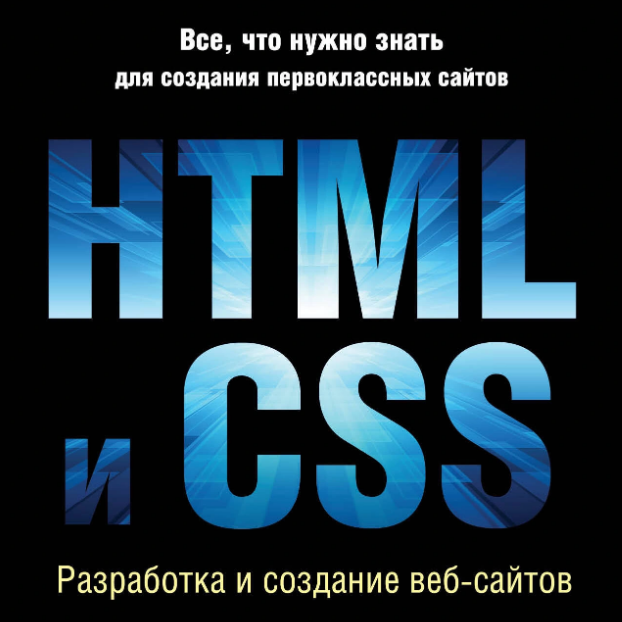 Все, что нужно знать
для создания первоклассных сайтов
HTML
и CSS
Разработка и создание веб-сайтов